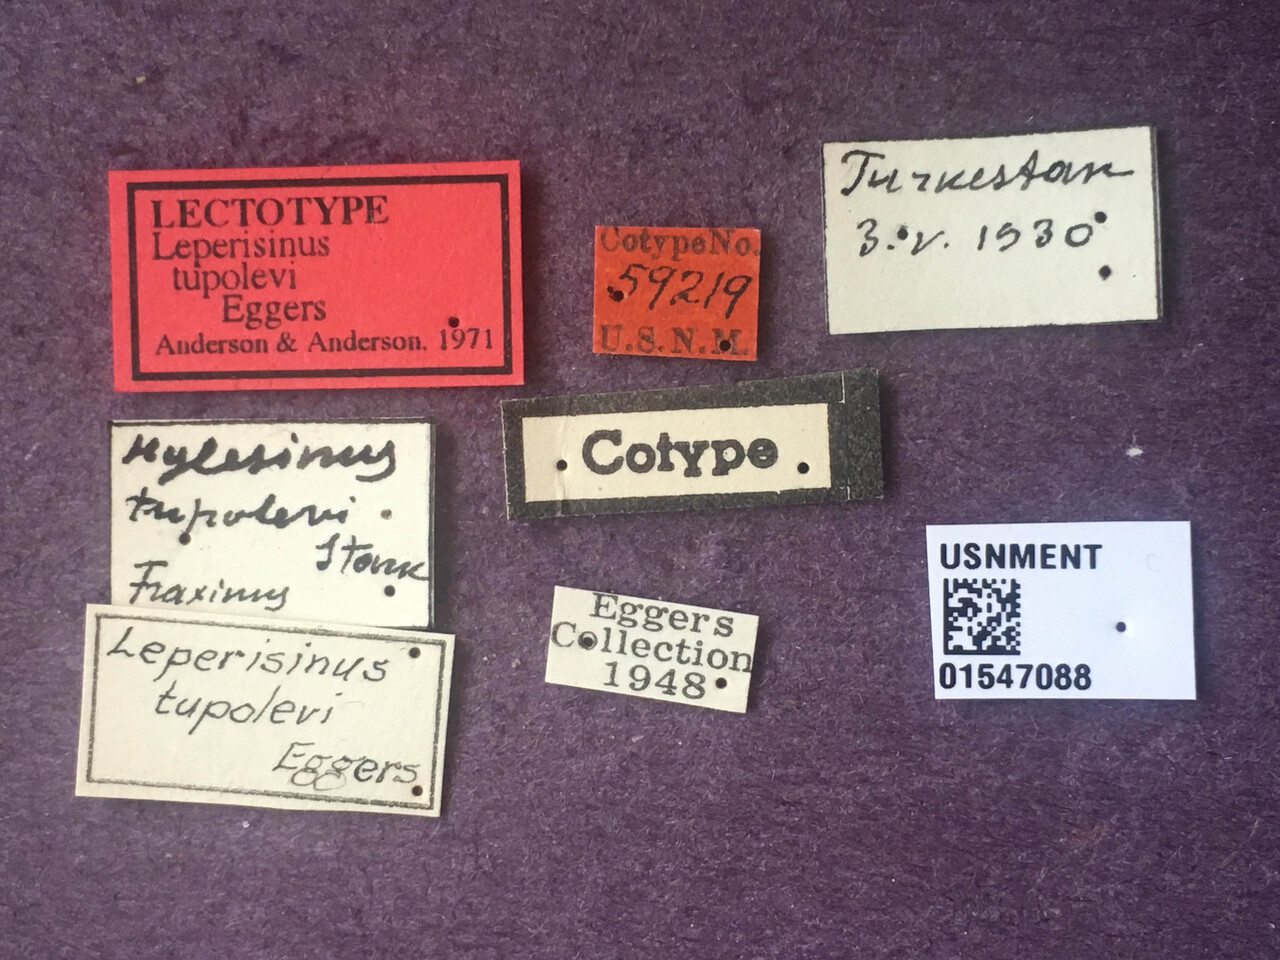 LECTOTYPE
Leperisinus
tupolevi
Eggers
Anderson & Anderson, 1971
CotypeNo.
59219
U.S.N.M.
Turkestan
3.V. 1930
Hylesinus
tupolevi
Stark
Fraxinus
Cotype
Leperisinus
tupolevi
Eggers
Eggers
Collection
1948
USNMENT
01547088